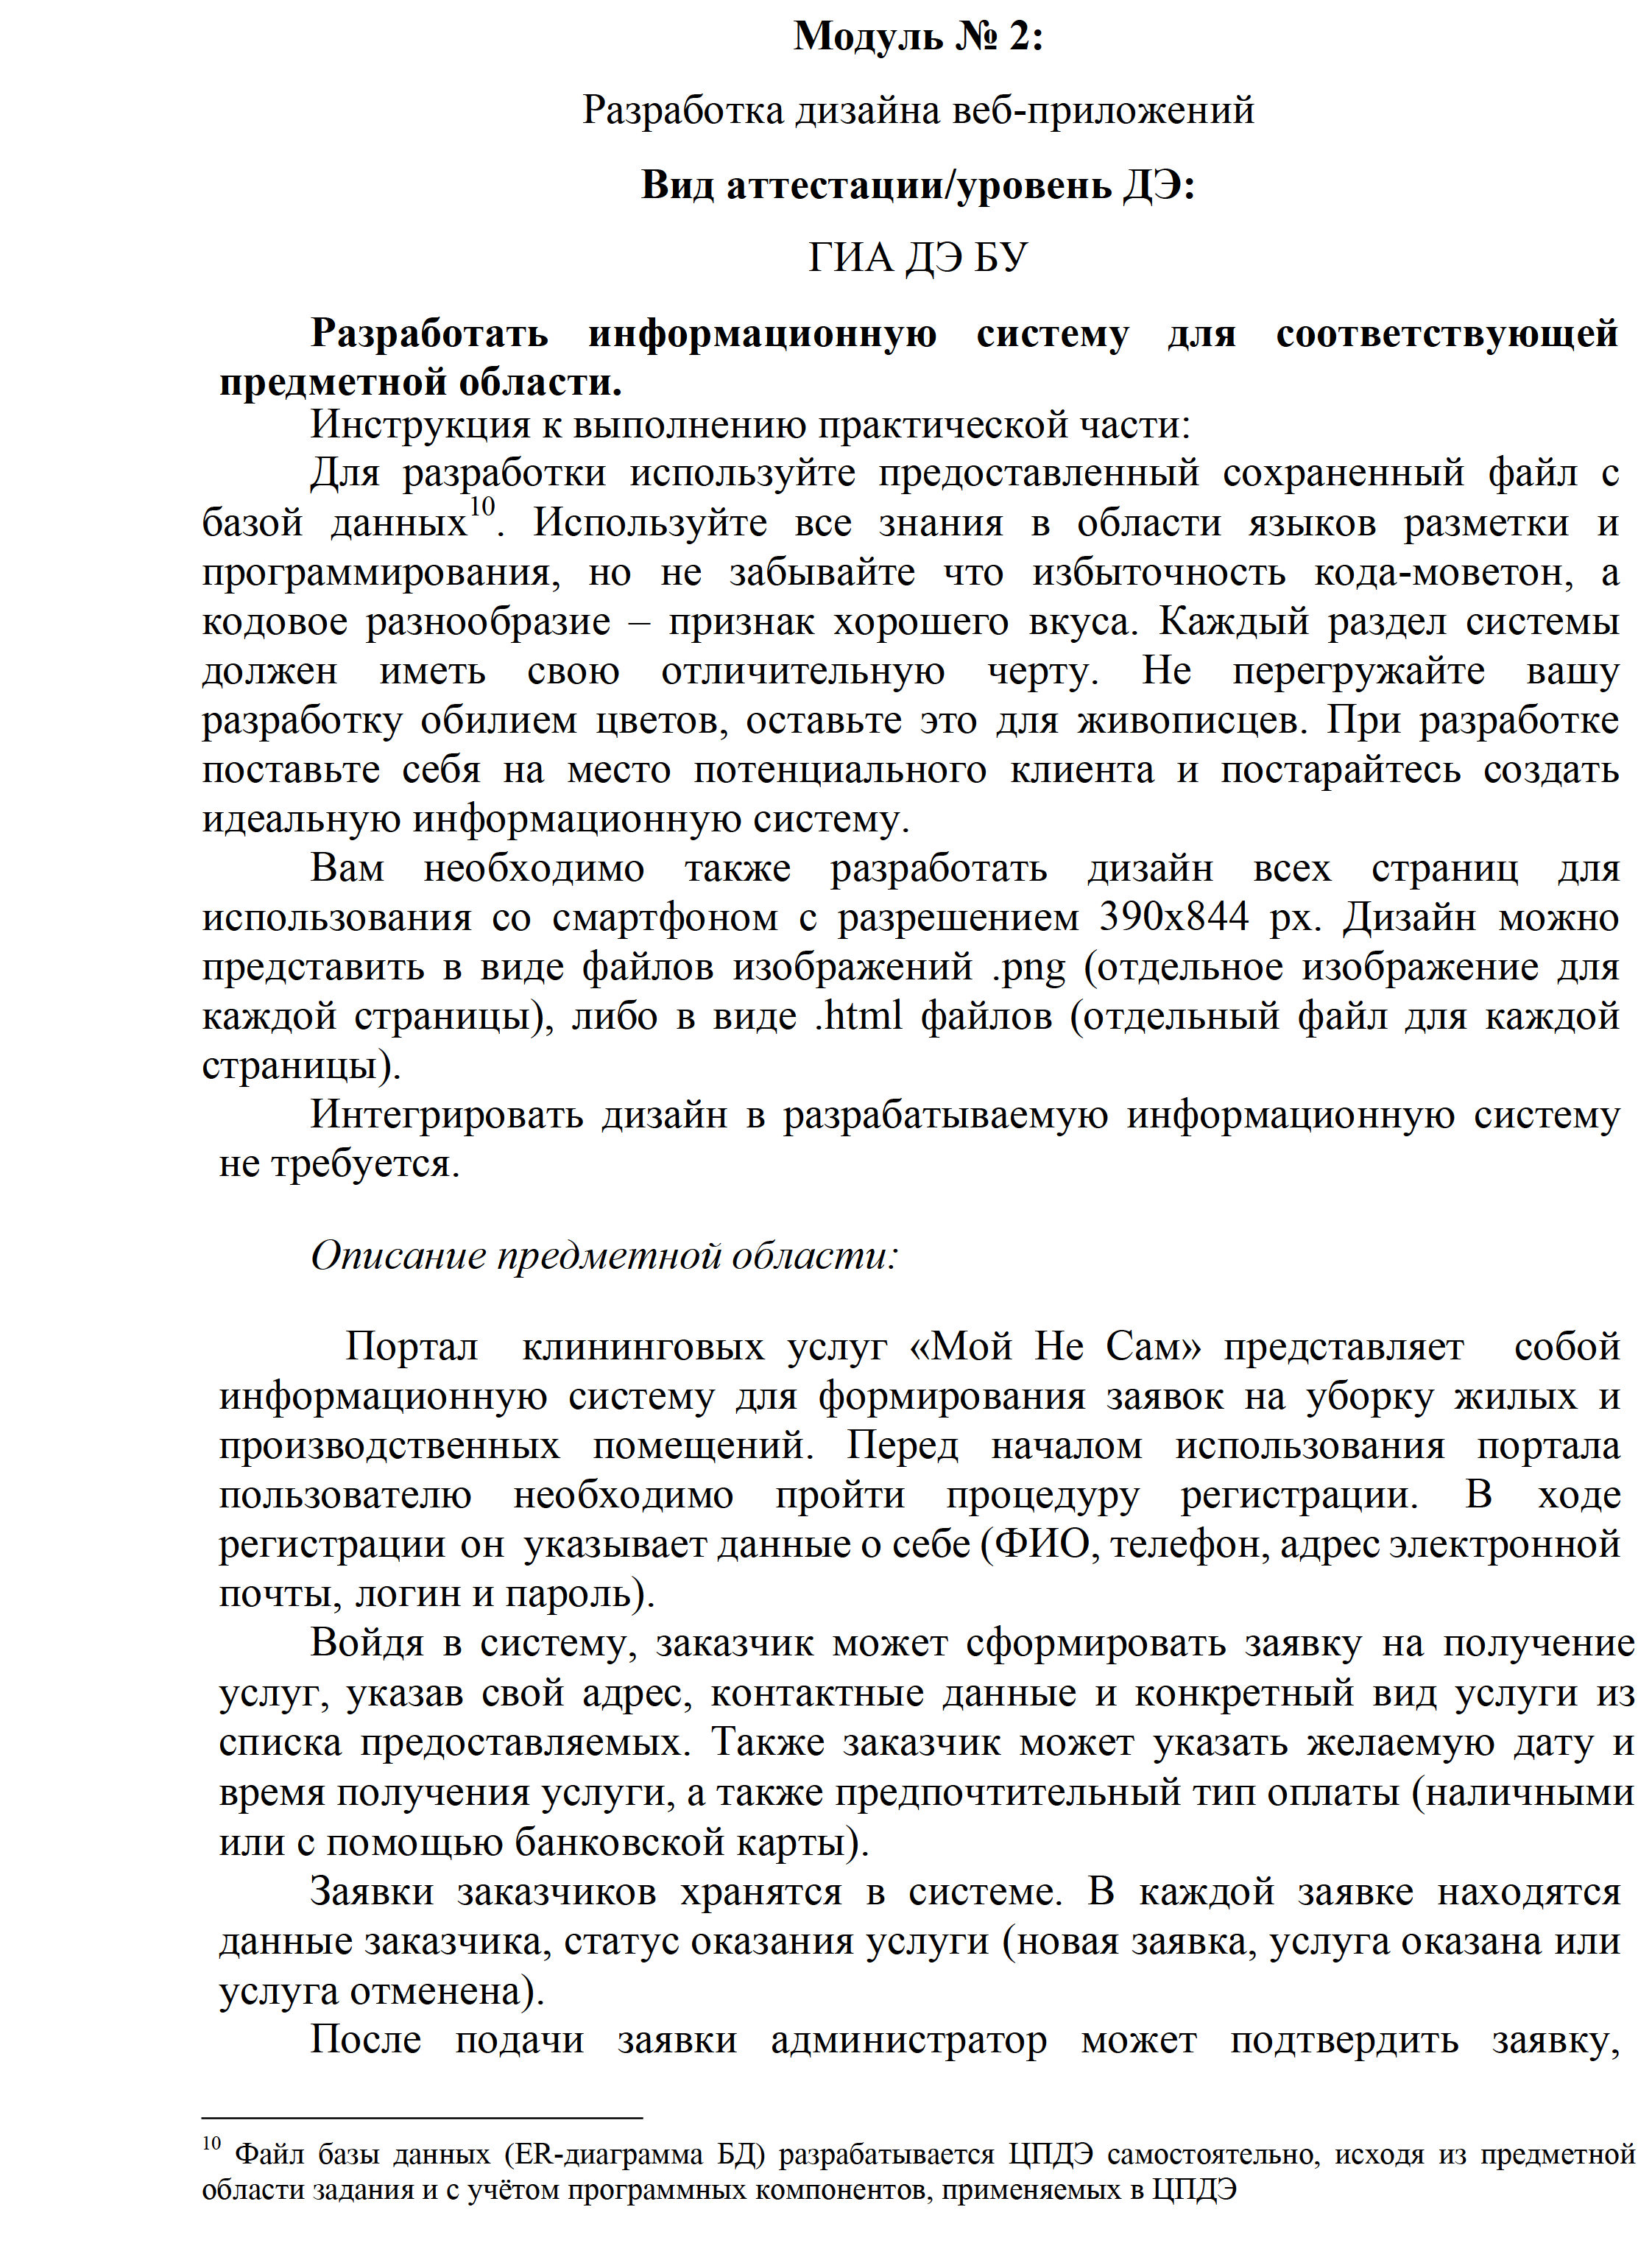 Модуль № 2:
Разработка дизайна веб-приложений
Вид аттестации/уровень ДЭ:
ГИА ДЭ БУ
Разработать информационную систему для соответствующей
предметной области.
Инструкция к выполнению практической части:
Для разработки используйте предоставленный сохраненный файл с
базой данных10. Используйте все знания в области языков разметки и
программирования, но не забывайте что избыточность кода-моветон, а
кодовое разнообразие – признак хорошего вкуса. Каждый раздел системы
должен иметь свою отличительную черту. Не перегружайте вашу
разработку обилием цветов, оставьте это для живописцев. При разработке
поставьте себя на место потенциального клиента и постарайтесь создать
идеальную информационную систему.
Вам необходимо также разработать дизайн всех страниц для
использования со смартфоном с разрешением 390x844 px. Дизайн можно
представить в виде файлов изображений .png (отдельное изображение для
каждой страницы), либо в виде .html файлов (отдельный файл для каждой
страницы).
Интегрировать дизайн в разрабатываемую информационную систему
не требуется.
Описание предметной области:
Портал клининговых услуг «Мой Не Сам» представляет собой
информационную систему для формирования заявок на уборку жилых и
производственных помещений. Перед началом использования портала
пользователю необходимо пройти процедуру регистрации. В ходе
регистрации он указывает данные о себе (ФИО, телефон, адрес электронной
почты, логин и пароль).
Войдя в систему, заказчик может сформировать заявку на получение
услуг, указав свой адрес, контактные данные и конкретный вид услуги из
списка предоставляемых. Также заказчик может указать желаемую дату и
время получения услуги, а также предпочтительный тип оплаты (наличными
или с помощью банковской карты).
Заявки заказчиков хранятся в системе. В каждой заявке находятся
данные заказчика, статус оказания услуги (новая заявка, услуга оказана или
услуга отменена).
После подачи заявки администратор может подтвердить заявку,
10 Файл базы данных (ER-диаграмма БД) разрабатывается ЦПДЭ самостоятельно, исходя из предметной
области задания и с учётом программных компонентов, применяемых в ЦПДЭ